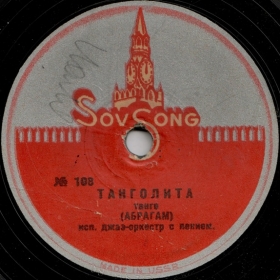 SovSong
№ 108
ТАНГОЛИТА
танго
(АБРАГАМ)
исп. джаз-оркестр с пением.
MADE IN USSR